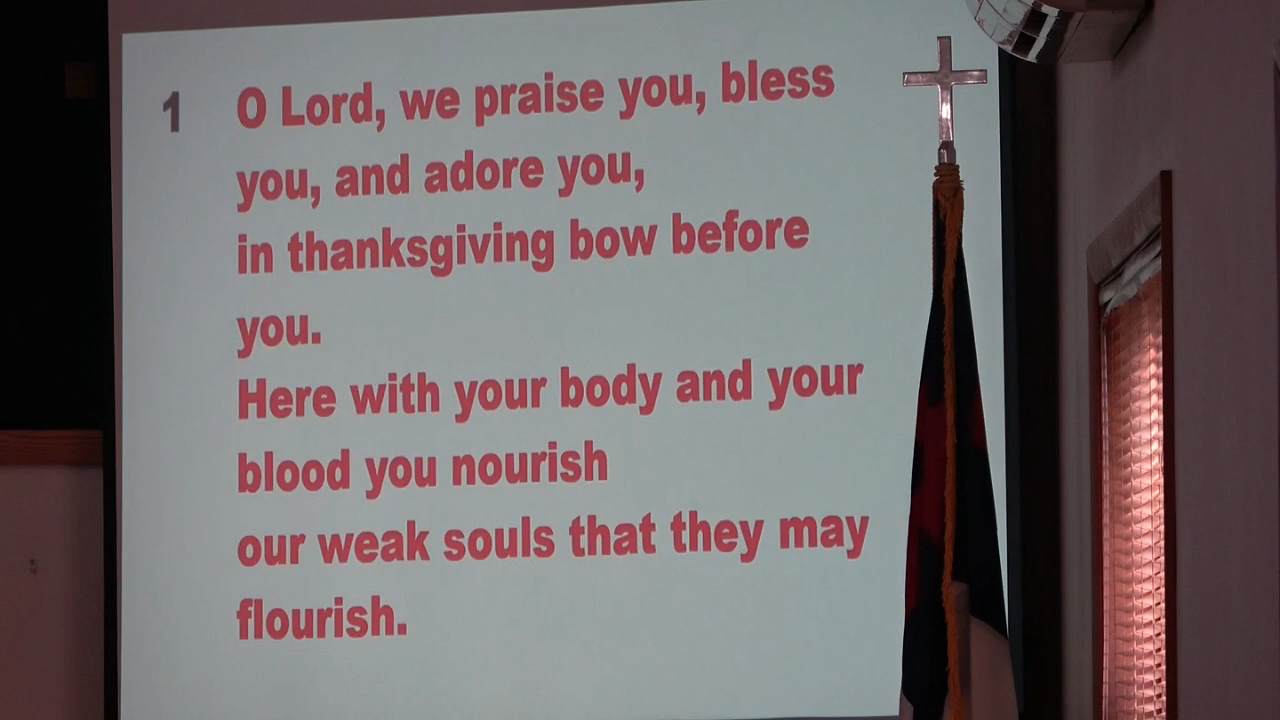 1 O Lord, we praise you, bless
you, and adore you,
in thanksgiving bow before
you.
Here with your body and your
blood you nourish
our weak souls that they may
flourish.